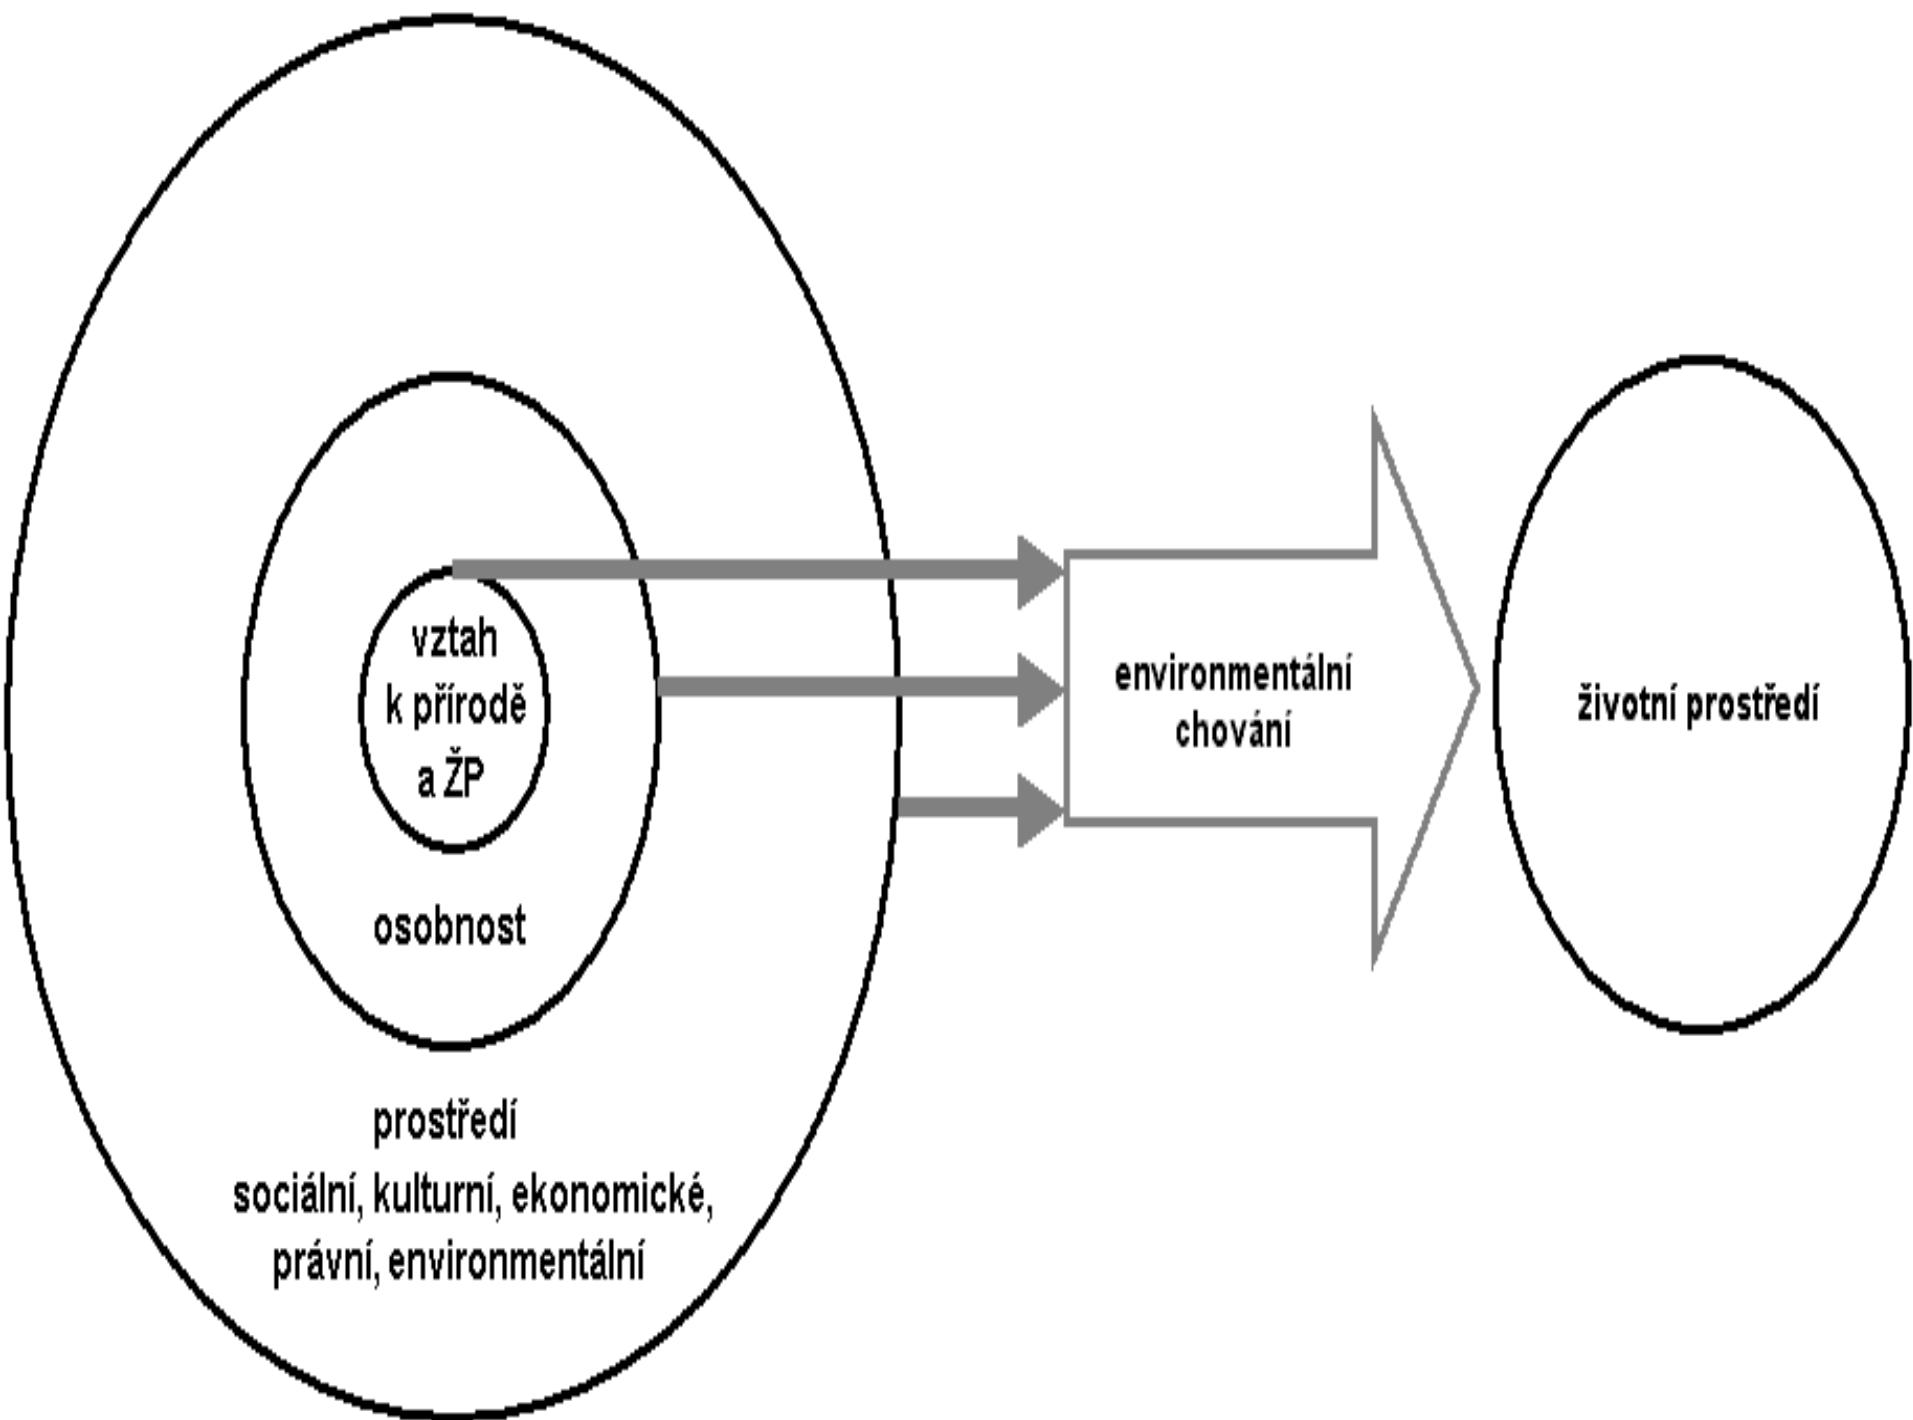 vztah
k přírodě
a ŽP
osobnost
prostředí
sociální, kulturní, ekonomické,
právní, environmentální
environmentální
chování
životní prostředí